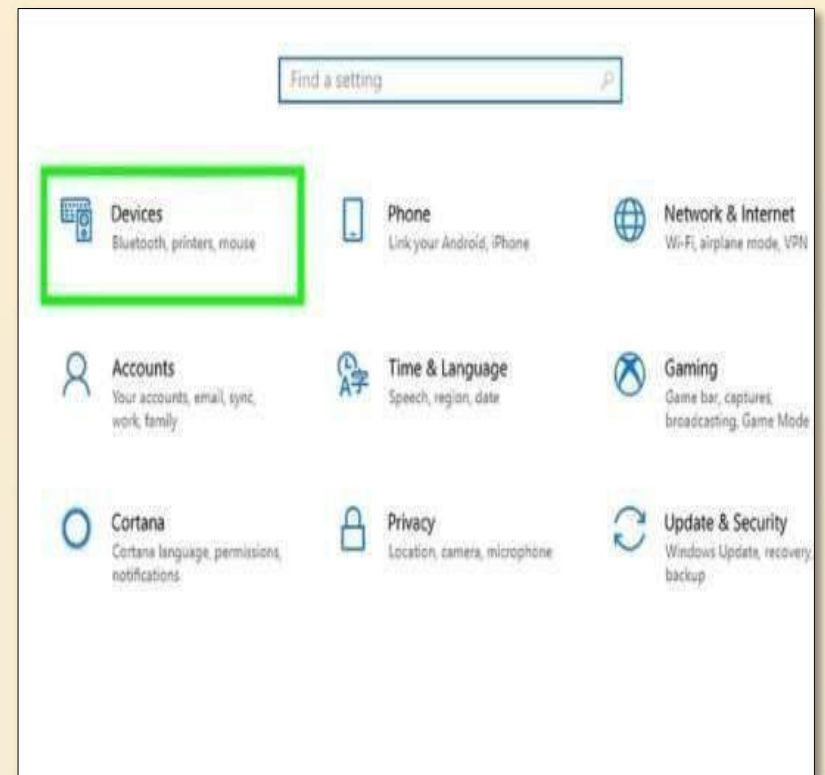 Find a setting
Devices
Bluetooth, printers, mouse
Phone
Link your Android, iPhone
Network & Internet
Wi-Fi, airplane mode, VPN
Accounts
Your accounts, email, sync,
work, family
Time & Language
Speech, region, date
Gaming
Game bar, captures,
broadcasting, Game Mode
Cortana
Cortana language, permissions,
notifications
Privacy
Location, camera, microphone
Update & Security
Windows Update, recovery,
backup